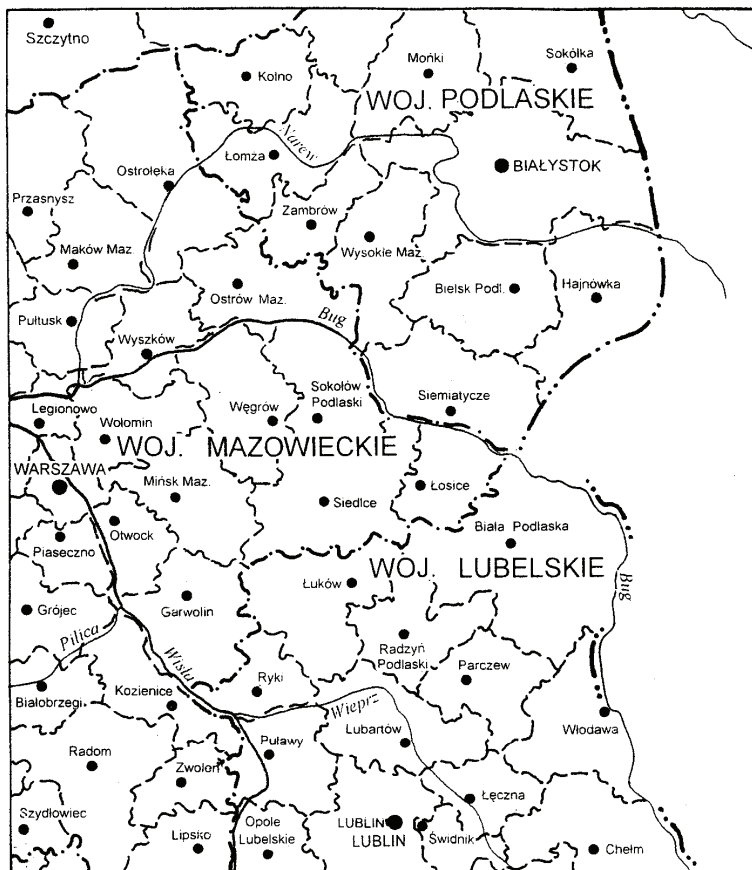 Szczytno
Kolno
Mońki
Sokółka
WOJ. PODLASKIE
Narew
Łomża
BIAŁYSTOK
Ostrołęka
Przasnysz
Zambrów
Maków Maz.
Wysokie Maz.
Ostrów Maz.
Bielsk Podl.
Hajnówka
Pułtusk
Bug
Wyszków
Sokołów
Podlaski
Siemiatycze
Legionowo
Węgrów
Wołomin
WOJ. MAZOWIECKIE
WARSZAWA
Mińsk Maz.
Siedlce
Łosice
Otwock
Piaseczno
Biała Podlaska
WOJ. LUBELSKIE
Łuków
Bug
Grójec
Garwolin
Pilica
Radzyń
Podlaski
Wisła
Ryki
Parczew
Białobrzegi
Kozienice
Wieprz
Włodawa
Lubartów
Puławy
Radom
Zwoleń
Łęczna
Szydłowiec
Opole
Lubelskie
LUBLIN
LUBLIN
Świdnik
Lipsko
Chełm